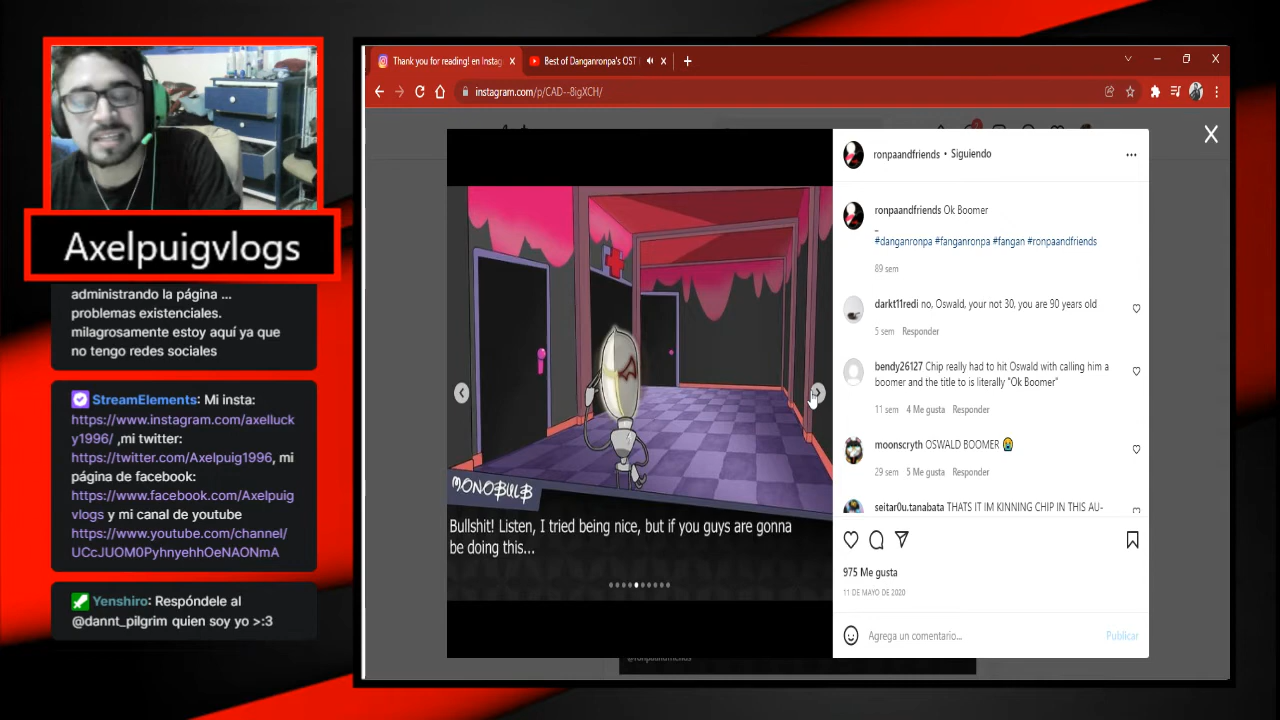 Axelpuigvlogs
administrando la página ...
problemas existenciales.
milagrosamente estoy aquí ya que
no tengo redes sociales
StreamElements: Mi insta:
https://www.instagram.com/axelluck
y1996/ ,mi twitter:
https://twitter.com/Axelpuig1996, mi
página de facebook:
https://www.facebook.com/Axelpuig
vlogs y mi canal de youtube
https://www.youtube.com/channel/
UCcJUOM0PyhnyehhOeNAONmA
Yenshiro: Respóndele al
@dannt_pilgrim quien soy yo >:3
Thank you for reading! en Instag
Best of Danganronpa's OST
instagram.com/p/CAD--8igXCH/
MONOBULB
Bullshit! Listen, I tried being nice, but if you guys are gonna
be doing this...
ronpaandfriends • Siguiendo
ronpaandfriends Ok Boomer
_
#danganronpa #fanganronpa #fangan #ronpaandfriends
89 sem
darkt11redi no, Oswald, your not 30, you are 90 years old
5 sem Responder
bendy26127 Chip really had to hit Oswald with calling him a
boomer and the title to is literally "Ok Boomer"
11 sem 4 Me gusta Responder
moonscryth OSWALD BOOMER 😭
29 sem 5 Me gusta Responder
seitar0u.tanabata THATS IT IM KINNING CHIP IN THIS AU-
975 Me gusta
11 DE MAYO DE 2020
Agrega un comentario...
Publicar